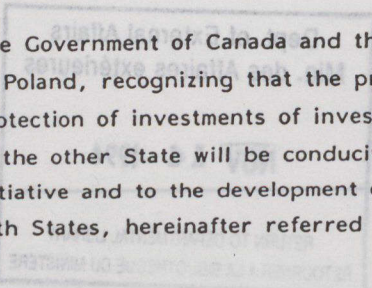 e Government of Canada and th
Poland, recognizing that the pr
otection of investments of inves
the other State will be conduci
tiative and to the development
th States, hereinafter referred